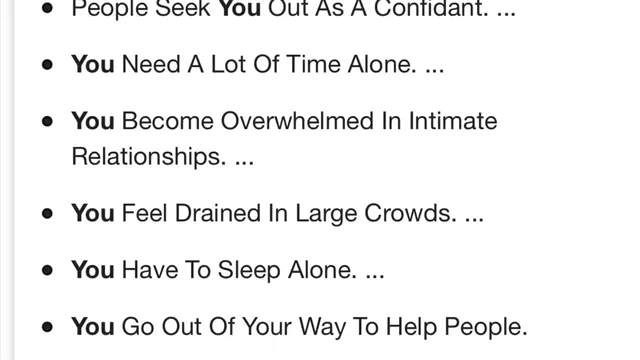 • People Seek You Out As A Confidant. ...
• You Need A Lot Of Time Alone. ...
• You Become Overwhelmed In Intimate
Relationships. ...
• You Feel Drained In Large Crowds. ...
• You Have To Sleep Alone. ...
• You Go Out Of Your Way To Help People.